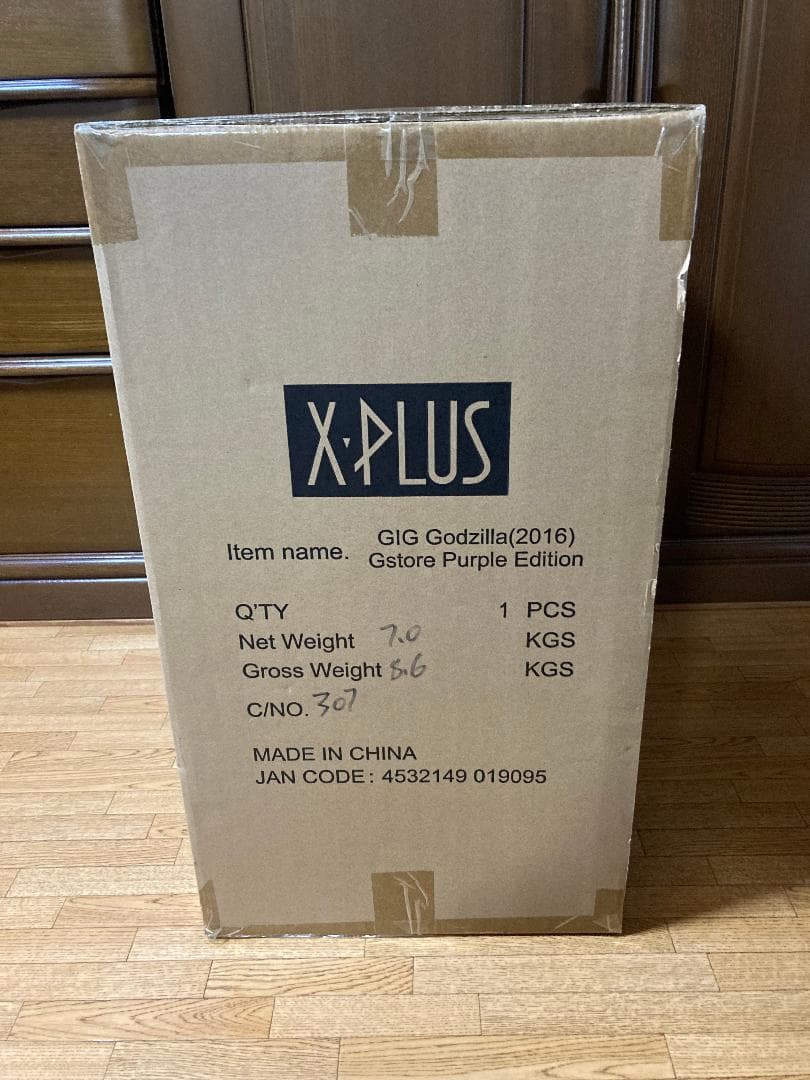 X·PLUS
Item name. GIG Godzilla(2016)
Gstore Purple Edition
Q'TY 1 PCS
Net Weight 7.0 KGS
Gross Weight 8.6 KGS
C/NO. 307
MADE IN CHINA
JAN CODE : 4532149 019095